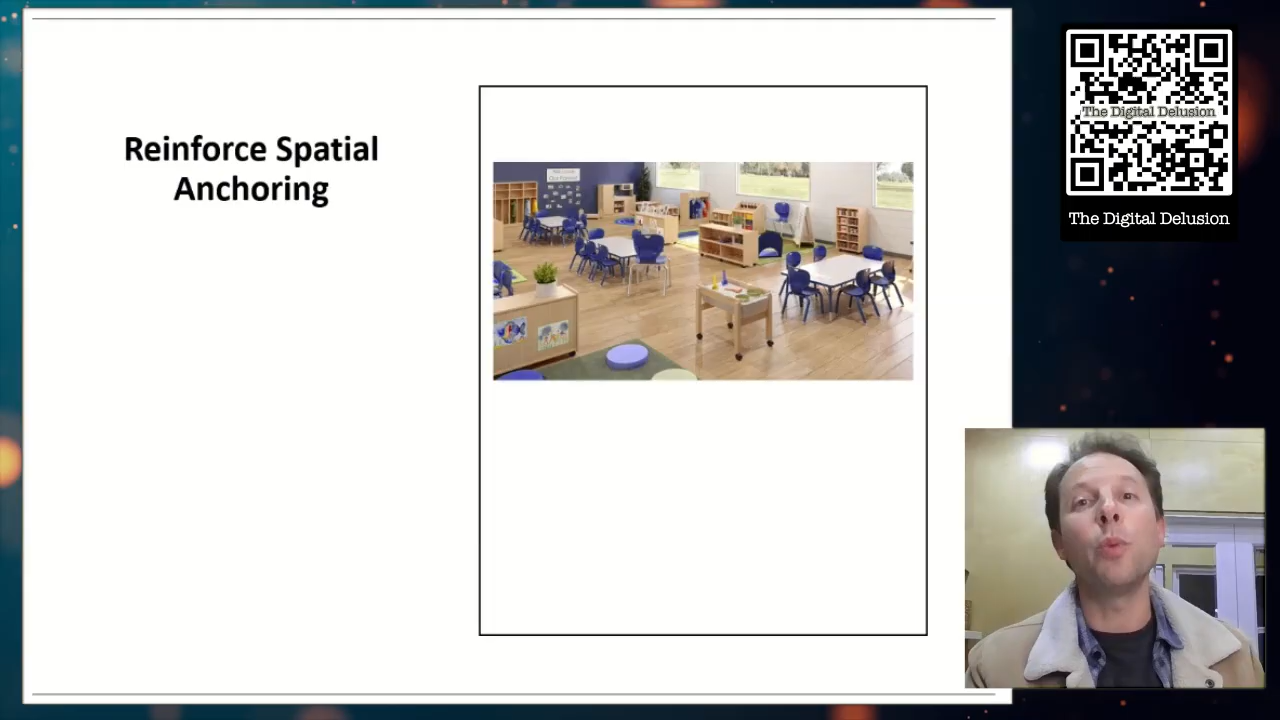 Reinforce Spatial
Anchoring
The Digital Delusion
The Digital Delusion